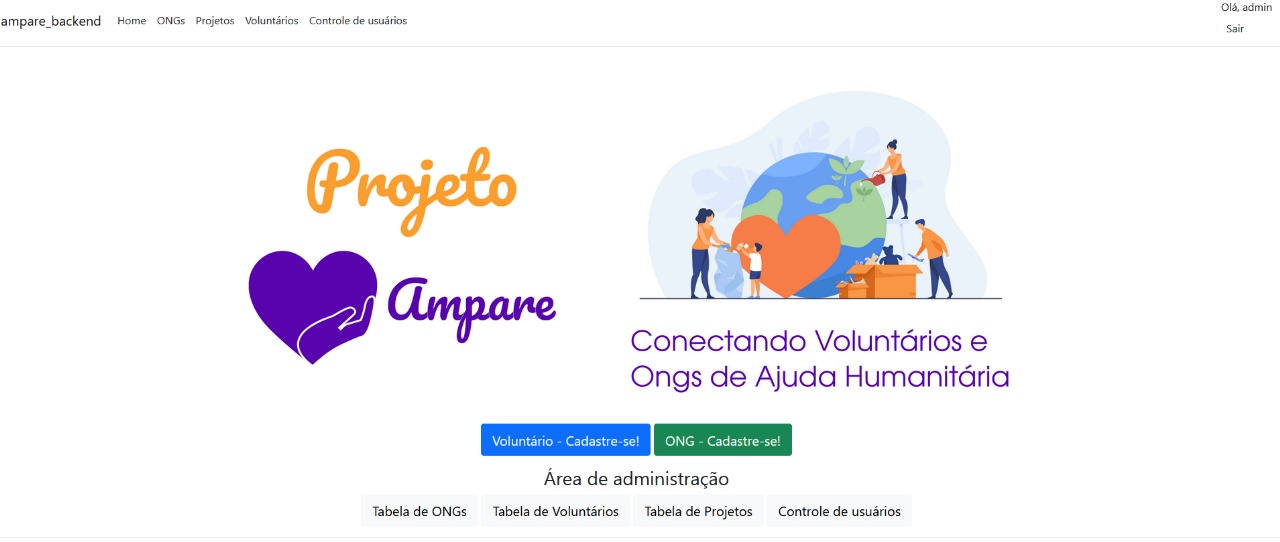 ampare_backend Home ONGs Projetos Voluntários Controle de usuários
Olá, admin
Sair
Projeto
Ampare
Conectando Voluntários e
Ongs de Ajuda Humanitária
Voluntário - Cadastre-se! ONG - Cadastre-se!
Área de administração
Tabela de ONGs Tabela de Voluntários Tabela de Projetos Controle de usuários